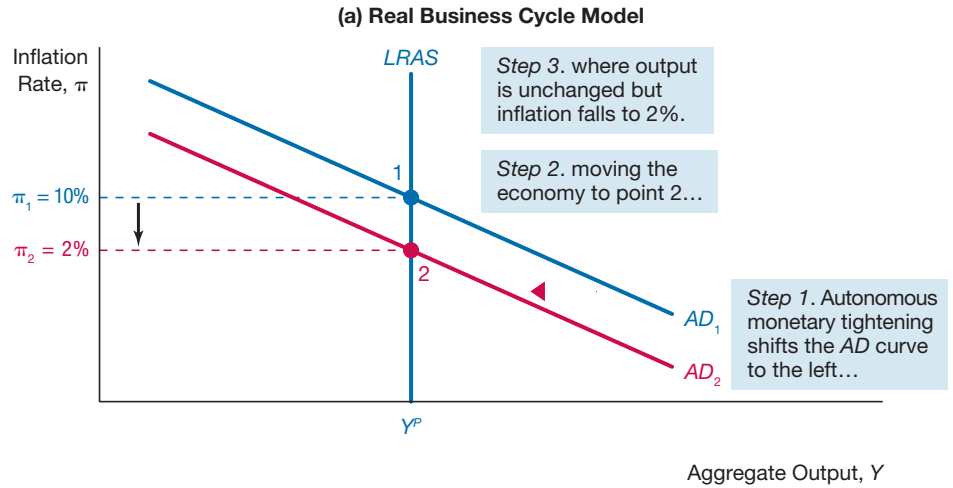 (a) Real Business Cycle Model
Inflation
Rate, π
LRAS
Step 3. where output
is unchanged but
inflation falls to 2%.
Step 2. moving the
economy to point 2…
1
π₁ = 10%
π₂ = 2%
2
Step 1. Autonomous
monetary tightening
shifts the AD curve
to the left…
AD₁
AD₂
Yᴾ
Aggregate Output, Y